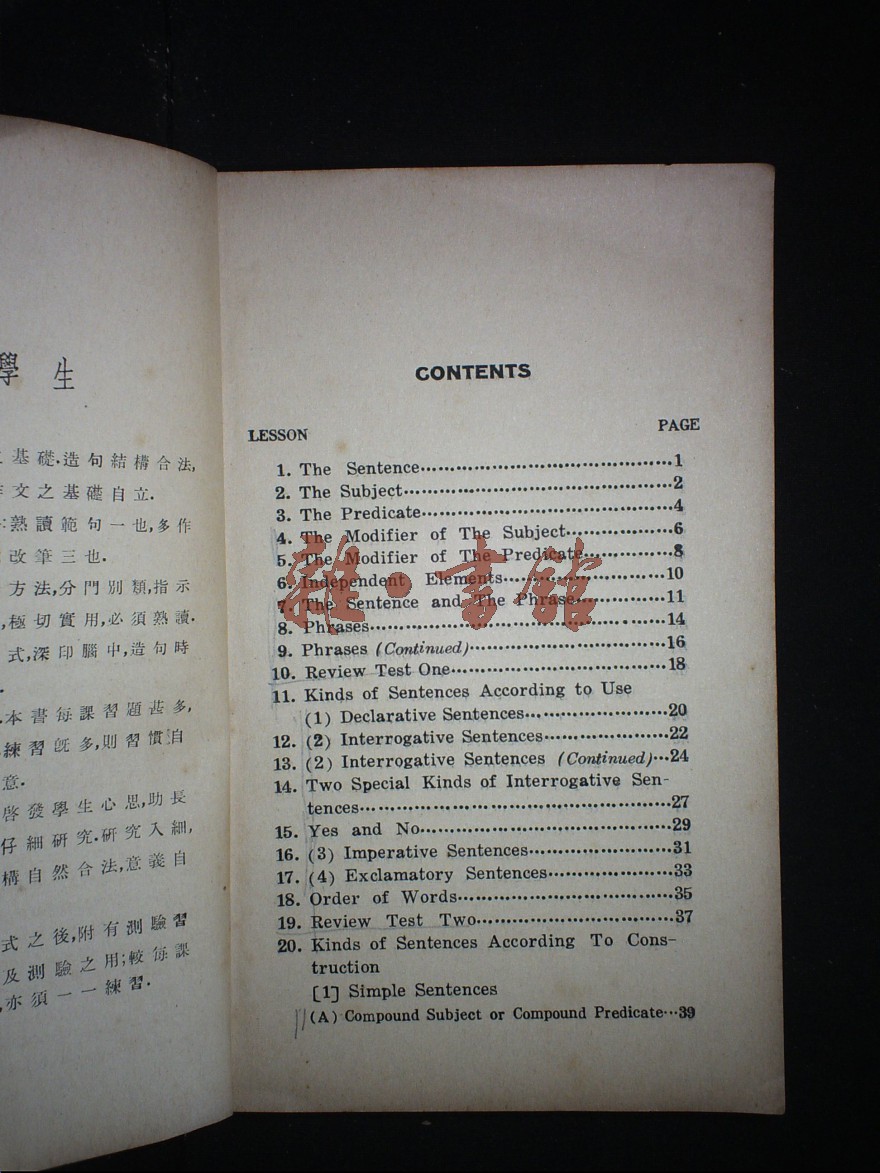 學生
基礎.造句結構合法,
文之基礎自立.
熟讀範句一也,多作
改筆三也.
方法,分門別類,指示
,極切實用,必須熟讀.
式,深印腦中,造句時
.
.本書每課習題甚多,
練習旣多,則習慣自
意.
啓發學生心思,助長
仔細研究.研究入細,
構自然合法,意義自
式之後,附有測驗習
及測驗之用;較每課
,亦須一一練習.
CONTENTS
LESSON PAGE
1. The Sentence 1
2. The Subject 2
3. The Predicate 4
4. The Modifier of The Subject 6
5. The Modifier of The Predicate 8
6. Independent Elements 10
7. The Sentence and The Phrase 11
8. Phrases 14
9. Phrases (Continued) 16
10. Review Test One 18
11. Kinds of Sentences According to Use
(1) Declarative Sentences 20
12. (2) Interrogative Sentences 22
13. (2) Interrogative Sentences (Continued) 24
14. Two Special Kinds of Interrogative Sen-
tences 27
15. Yes and No 29
16. (3) Imperative Sentences 31
17. (4) Exclamatory Sentences 33
18. Order of Words 35
19. Review Test Two 37
20. Kinds of Sentences According To Cons-
truction
[1] Simple Sentences
(A) Compound Subject or Compound Predicate 39
雜·書館